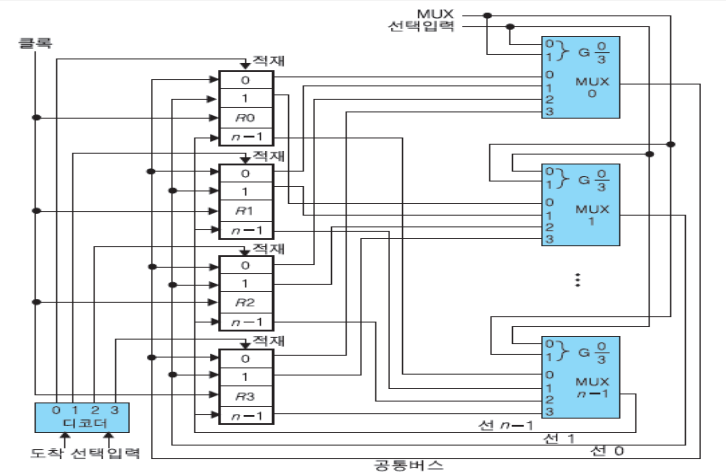 MUX
선택입력
클록
적재
0
1
R0
n-1
적재
0
1
R1
n-1
적재
0
1
R2
n-1
적재
0
1
R3
n-1
0 1 2 3
디코더
도착 선택입력
0
1
} G 0/3
0
1
2
3
MUX
0
0
1
} G 0/3
0
1
2
3
MUX
1
⋮
0
1
} G 0/3
0
1
2
3
MUX
n-1
선 n-1
선 1
선 0
공통버스